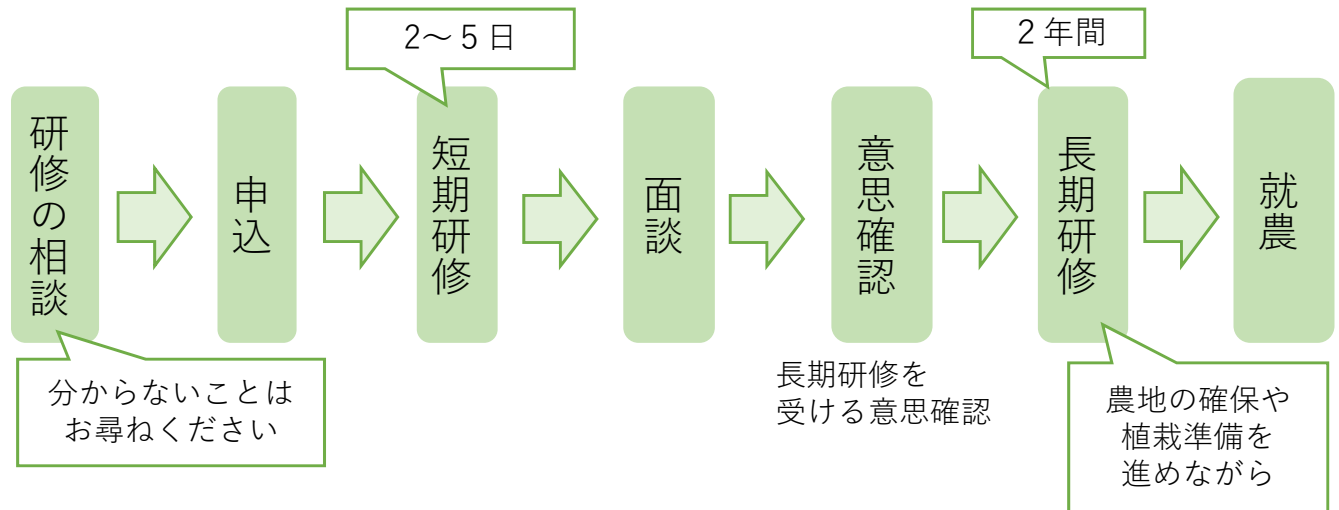 2～5日
2年間
研修の相談
申込
短期研修
面談
意思確認
長期研修
就農
分からないことは
お尋ねください
長期研修を
受ける意思確認
農地の確保や
植栽準備を
進めながら